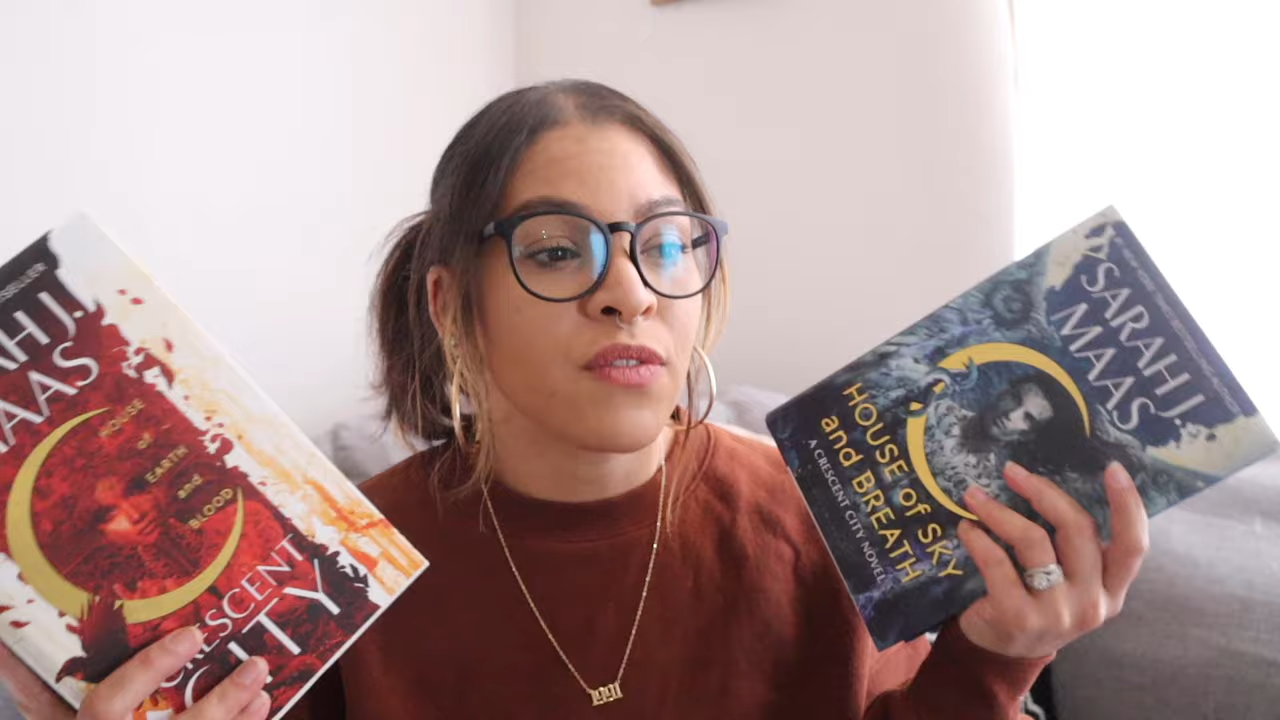 AH J.
AAS
HOUSE
of
EARTH
and
BLOOD
CRESCENT
CITY
SARAH J.
MAAS
HOUSE of SKY
and BREATH
A CRESCENT CITY NOVEL
1991